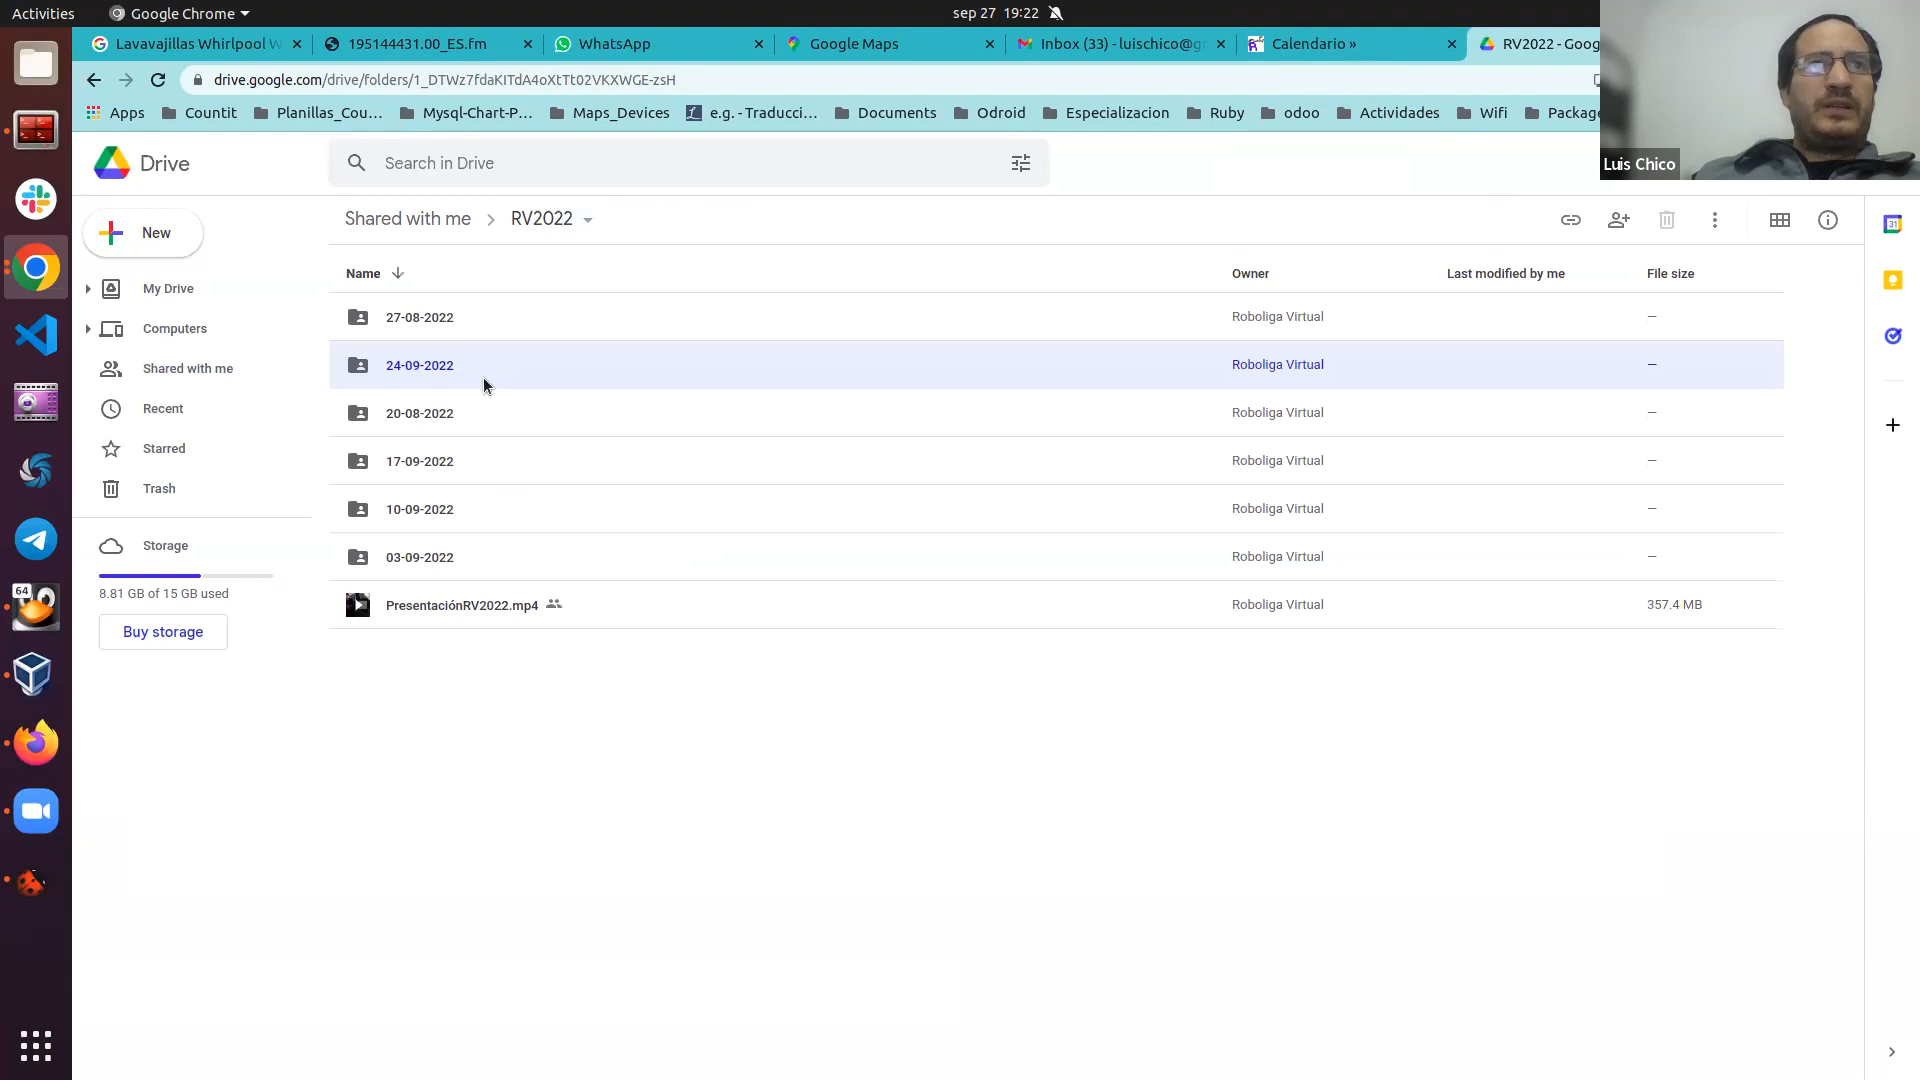 Activities
Google Chrome
sep 27 19:22
Lavavajillas Whirlpool W
195144431.00_ES.fm
WhatsApp
Google Maps
Inbox (33) - luischico@g
Calendario »
RV2022 - Goog
drive.google.com/drive/folders/1_DTWz7fdaKITdA4oXtTt02VKXWGE-zsH
Apps
Countit
Planillas_Cou...
Mysql-Chart-P...
Maps_Devices
e.g. - Traducci...
Documents
Odroid
Especializacion
Ruby
odoo
Actividades
Wifi
Package
Luis Chico
Drive
Search in Drive
New
Shared with me
RV2022
My Drive
Computers
Shared with me
Recent
Starred
Trash
Storage
8.81 GB of 15 GB used
Buy storage
Name Owner Last modified by me File size
27-08-2022 Roboliga Virtual —
24-09-2022 Roboliga Virtual —
20-08-2022 Roboliga Virtual —
17-09-2022 Roboliga Virtual —
10-09-2022 Roboliga Virtual —
03-09-2022 Roboliga Virtual —
PresentaciónRV2022.mp4 Roboliga Virtual 357.4 MB
64
31